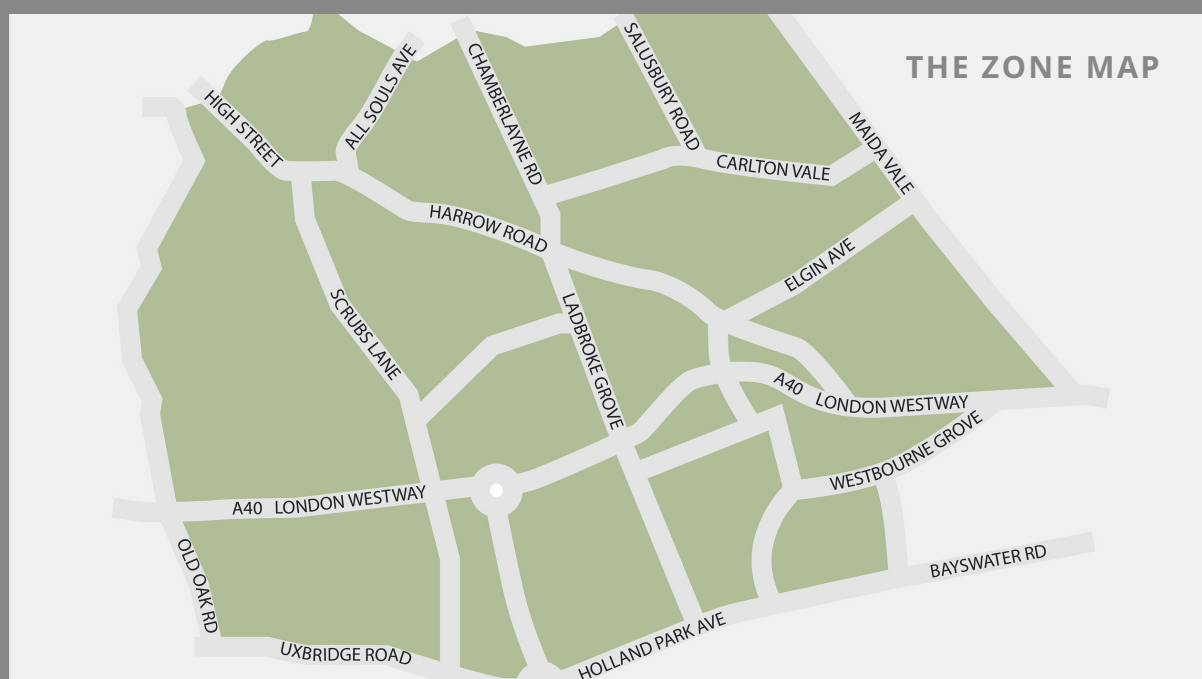 THE ZONE MAP
HIGH STREET
ALL SOULS AVE
CHAMBERLAYNE RD
SALUSBURY ROAD
MAIDA VALE
CARLTON VALE
HARROW ROAD
ELGIN AVE
SCRUBS LANE
LADBROKE GROVE
A40 LONDON WESTWAY
WESTBOURNE GROVE
A40 LONDON WESTWAY
OLD OAK RD
BAYSWATER RD
UXBRIDGE ROAD
HOLLAND PARK AVE